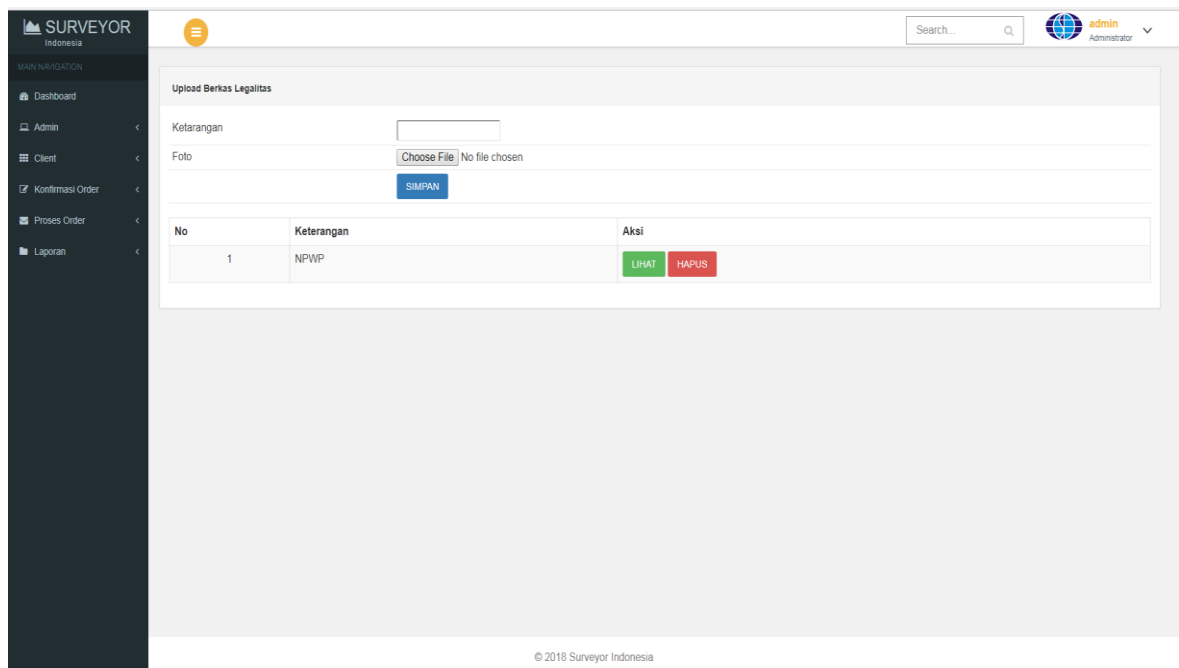 SURVEYOR
Indonesia
Search...
admin
Administrator
MAIN NAVIGATION
Dashboard
Admin
Client
Konfirmasi Order
Proses Order
Laporan
Upload Berkas Legalitas
Ketarangan
Foto Choose File No file chosen
SIMPAN
No Keterangan Aksi
1 NPWP LIHAT HAPUS
© 2018 Surveyor Indonesia